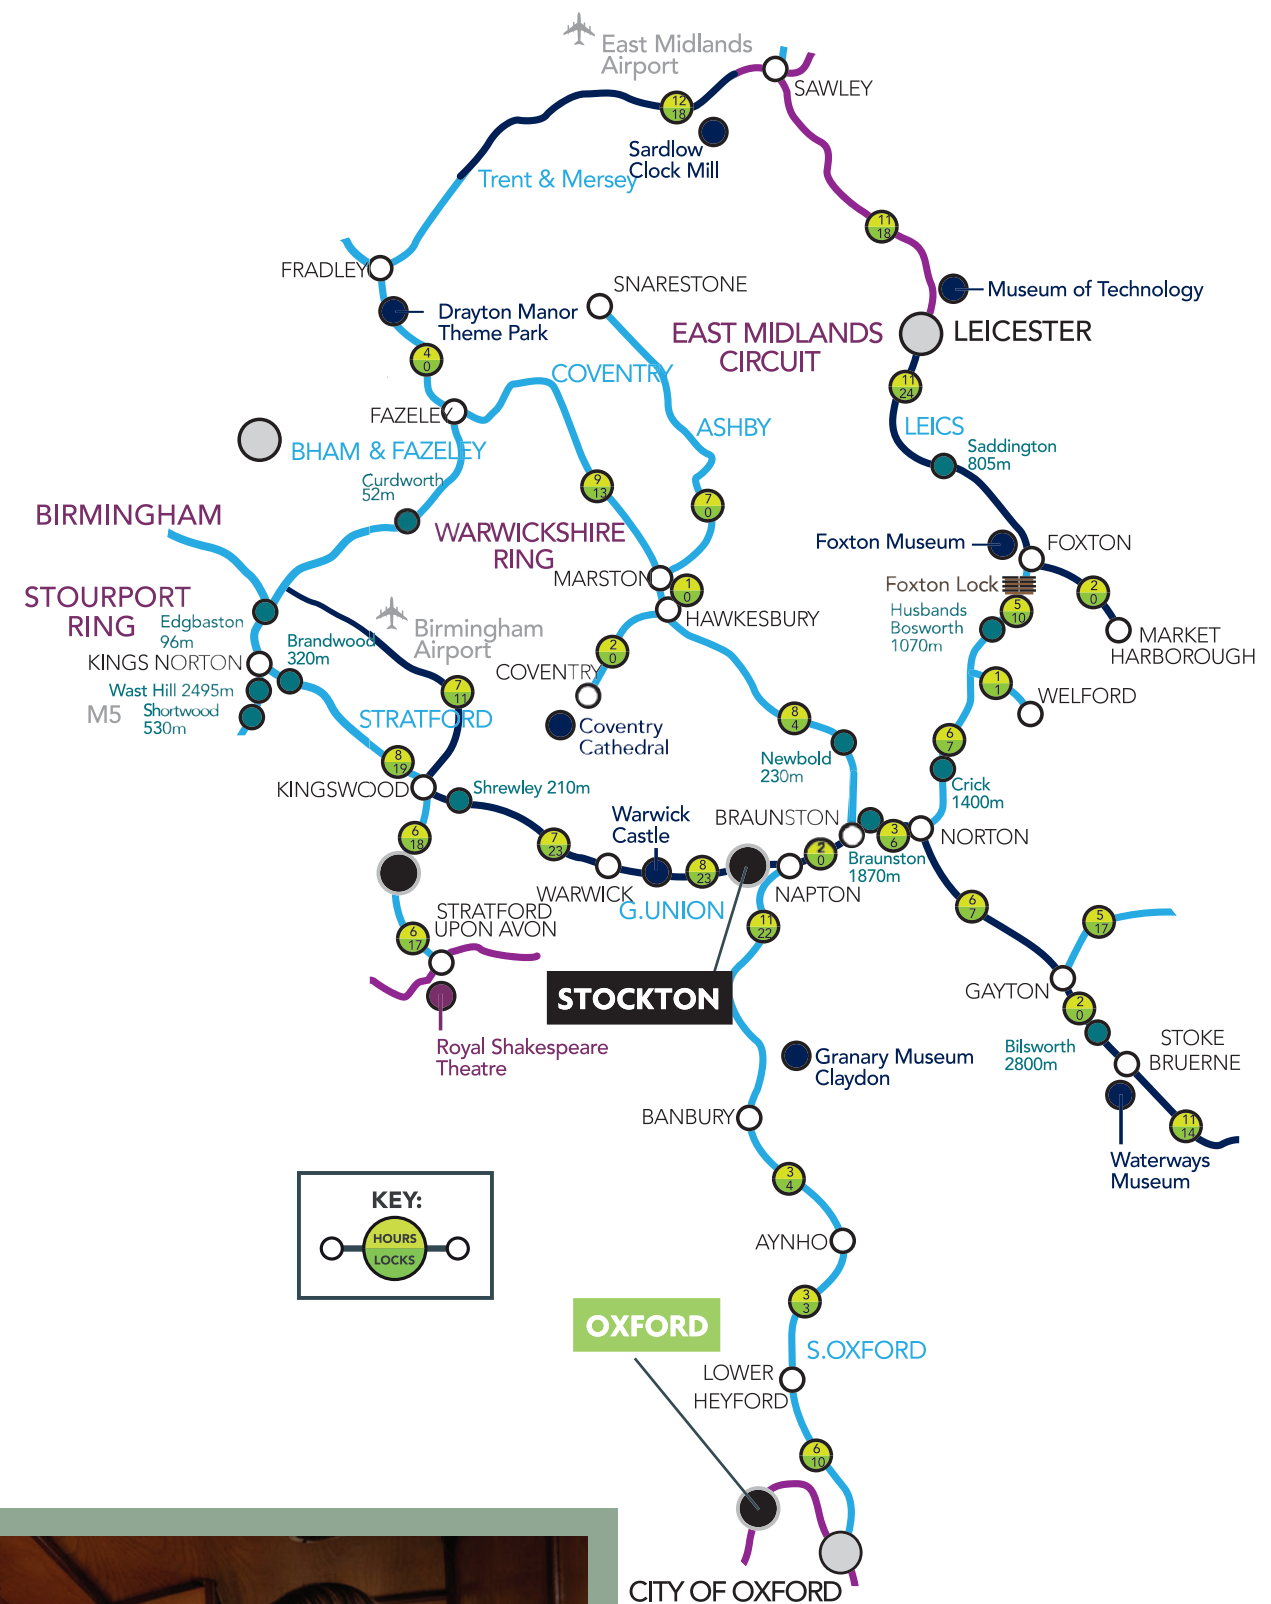 East Midlands
Airport
SAWLEY
12
18
Sardlow
Clock Mill
Trent & Mersey
11
18
FRADLEY
SNARESTONE
Museum of Technology
Drayton Manor
Theme Park
EAST MIDLANDS
CIRCUIT
LEICESTER
4
0
COVENTRY
11
24
FAZELEY
ASHBY
LEICS
BHAM & FAZELEY
Saddington
805m
Curdworth
52m
9
13
7
0
BIRMINGHAM
WARWICKSHIRE
RING
Foxton Museum
FOXTON
MARSTON
Foxton Lock
1
0
2
0
STOURPORT
RING
Edgbaston
96m
Husbands
Bosworth
1070m
5
10
HAWKESBURY
Birmingham
Airport
MARKET
HARBOROUGH
Brandwood
320m
2
0
KINGS NORTON
COVENTRY
Wast Hill 2495m
7
11
1
1
WELFORD
M5
Shortwood
530m
STRATFORD
8
4
Coventry
Cathedral
6
7
Newbold
230m
8
19
KINGSWOOD
Shrewley 210m
Crick
1400m
Warwick
Castle
BRAUNSTON
6
18
7
23
3
6
NORTON
2
0
Braunston
1870m
8
23
WARWICK
NAPTON
G.UNION
STRATFORD
UPON AVON
6
7
11
22
5
17
6
17
STOCKTON
GAYTON
2
0
Royal Shakespeare
Theatre
Granary Museum
Claydon
Bilsworth
2800m
STOKE
BRUERNE
BANBURY
11
14
Waterways
Museum
3
4
KEY:
HOURS
LOCKS
AYNHO
3
3
OXFORD
S.OXFORD
LOWER
HEYFORD
6
10
CITY OF OXFORD